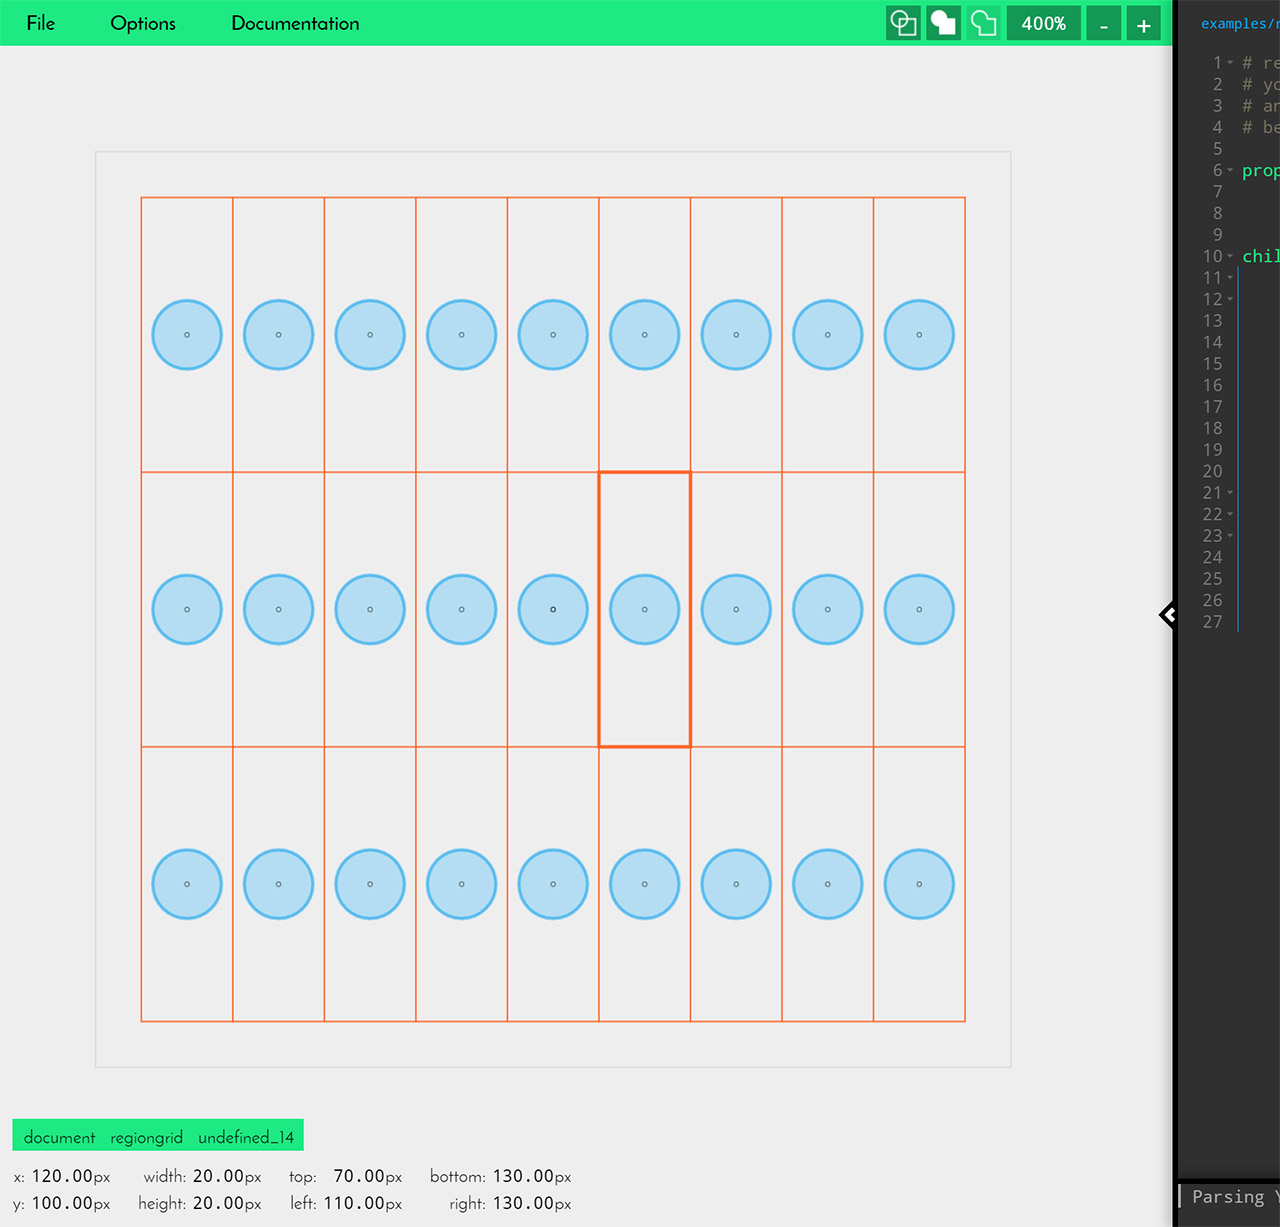 File Options Documentation 400% - +
examples/
1 # re
2 # yo
3 # an
4 # be
5
6 prop
7
8
9
10 chil
11
12
13
14
15
16
17
18
19
20
21
22
23
24
25
26
27
document regiongrid undefined_14
x: 120.00px width: 20.00px top: 70.00px bottom: 130.00px
y: 100.00px height: 20.00px left: 110.00px right: 130.00px
Parsing